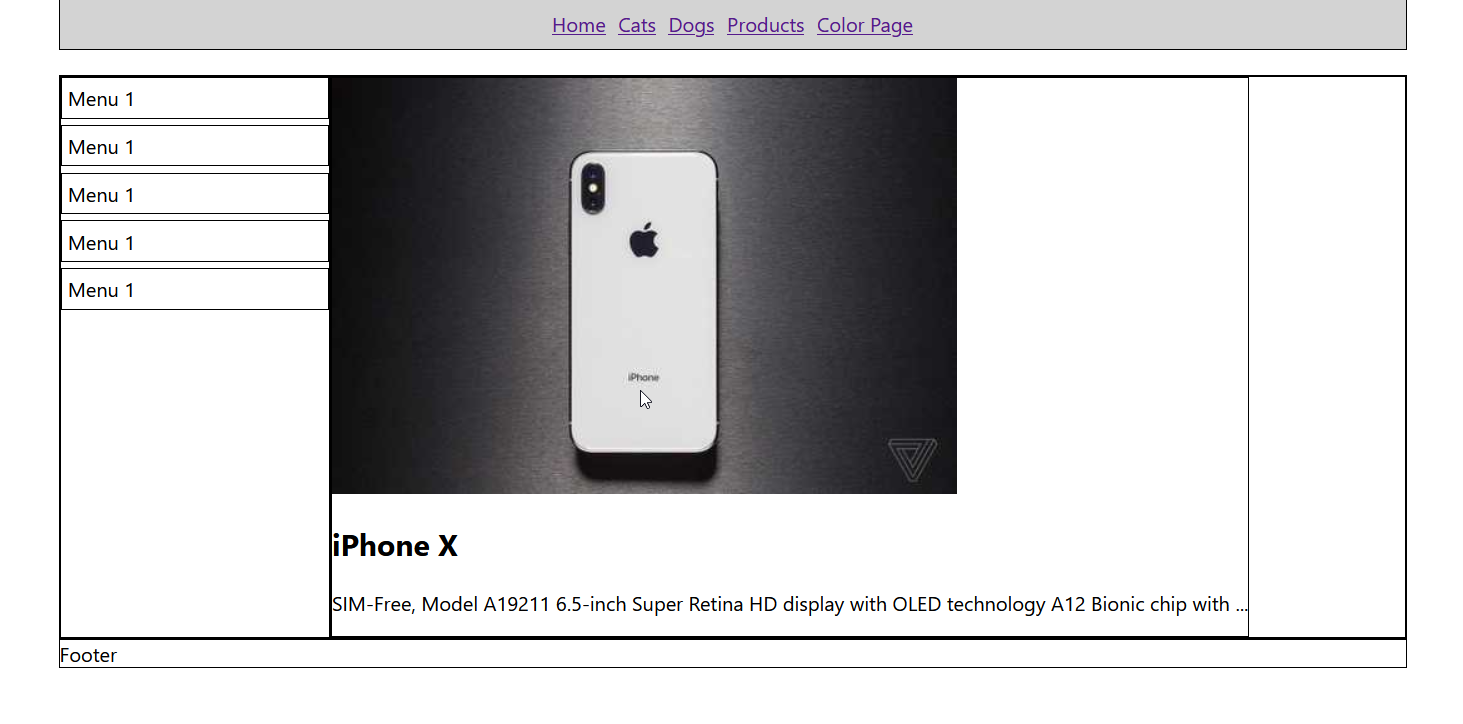 Home Cats Dogs Products Color Page
Menu 1
Menu 1
Menu 1
Menu 1
Menu 1
iPhone
iPhone X
SIM-Free, Model A19211 6.5-inch Super Retina HD display with OLED technology A12 Bionic chip with ...
Footer